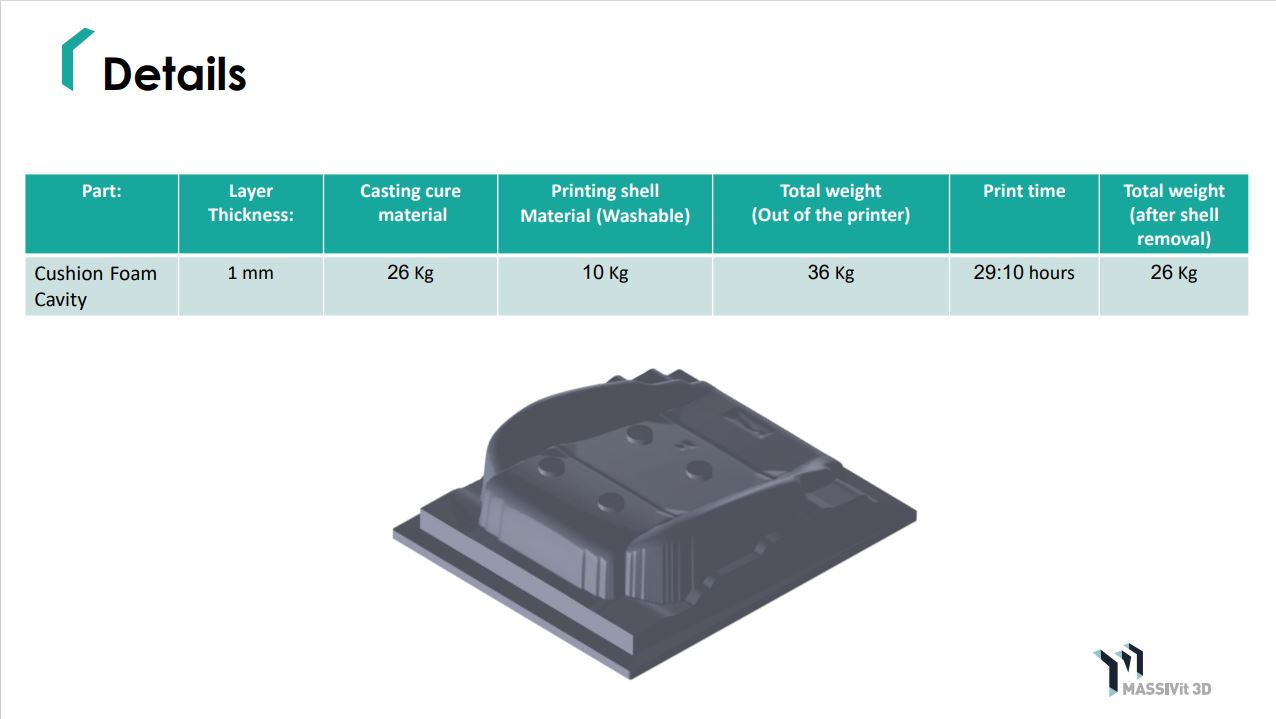 Details
Part:
Layer
Thickness:
Casting cure
material
Printing shell
Material (Washable)
Total weight
(Out of the printer)
Print time
Total weight
(after shell
removal)
Cushion Foam
Cavity
1 mm
26 Kg
10 Kg
36 Kg
29:10 hours
26 Kg
MASSIVit 3D